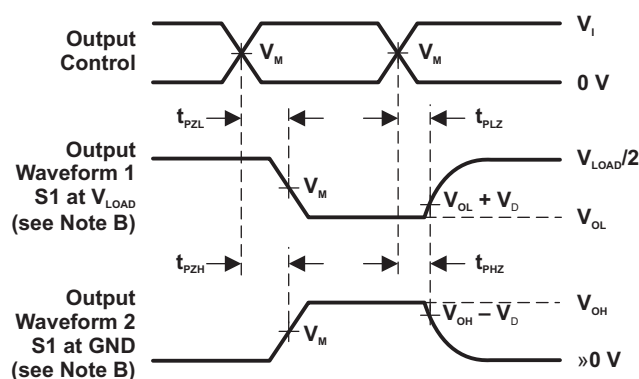 Output
Control
V_I
V_M
V_M
0 V
t_PZL
t_PLZ
Output
Waveform 1
S1 at V_LOAD
(see Note B)
V_LOAD/2
V_M
V_OL + V_D
V_OL
t_PZH
t_PHZ
Output
Waveform 2
S1 at GND
(see Note B)
V_OH
V_OH – V_D
V_M
»0 V